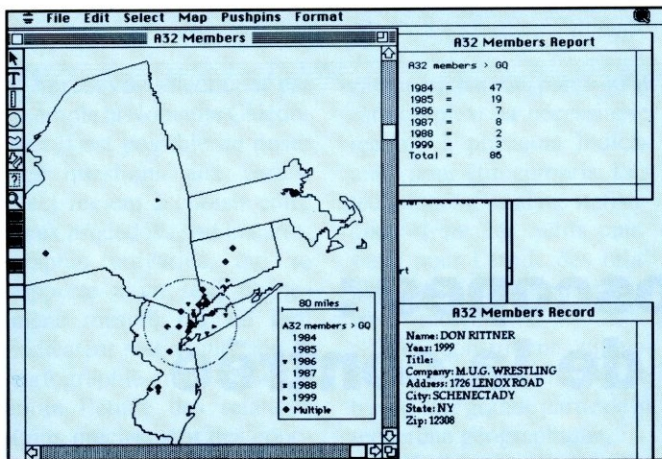 File Edit Select Map Pushpins Format
A32 Members
T
?
80 miles
A32 members > GQ
1984
1985
1986
1987
1988
1999
Multiple
A32 Members Report
A32 members > GQ
1984 = 47
1985 = 19
1986 = 7
1987 = 8
1988 = 2
1999 = 3
Total = 86
A32 Members Record
Name: DON RITTNER
Year: 1999
Title:
Company: M.U.G. WRESTLING
Address: 1726 LENOX ROAD
City: SCHENECTADY
State: NY
Zip: 12308